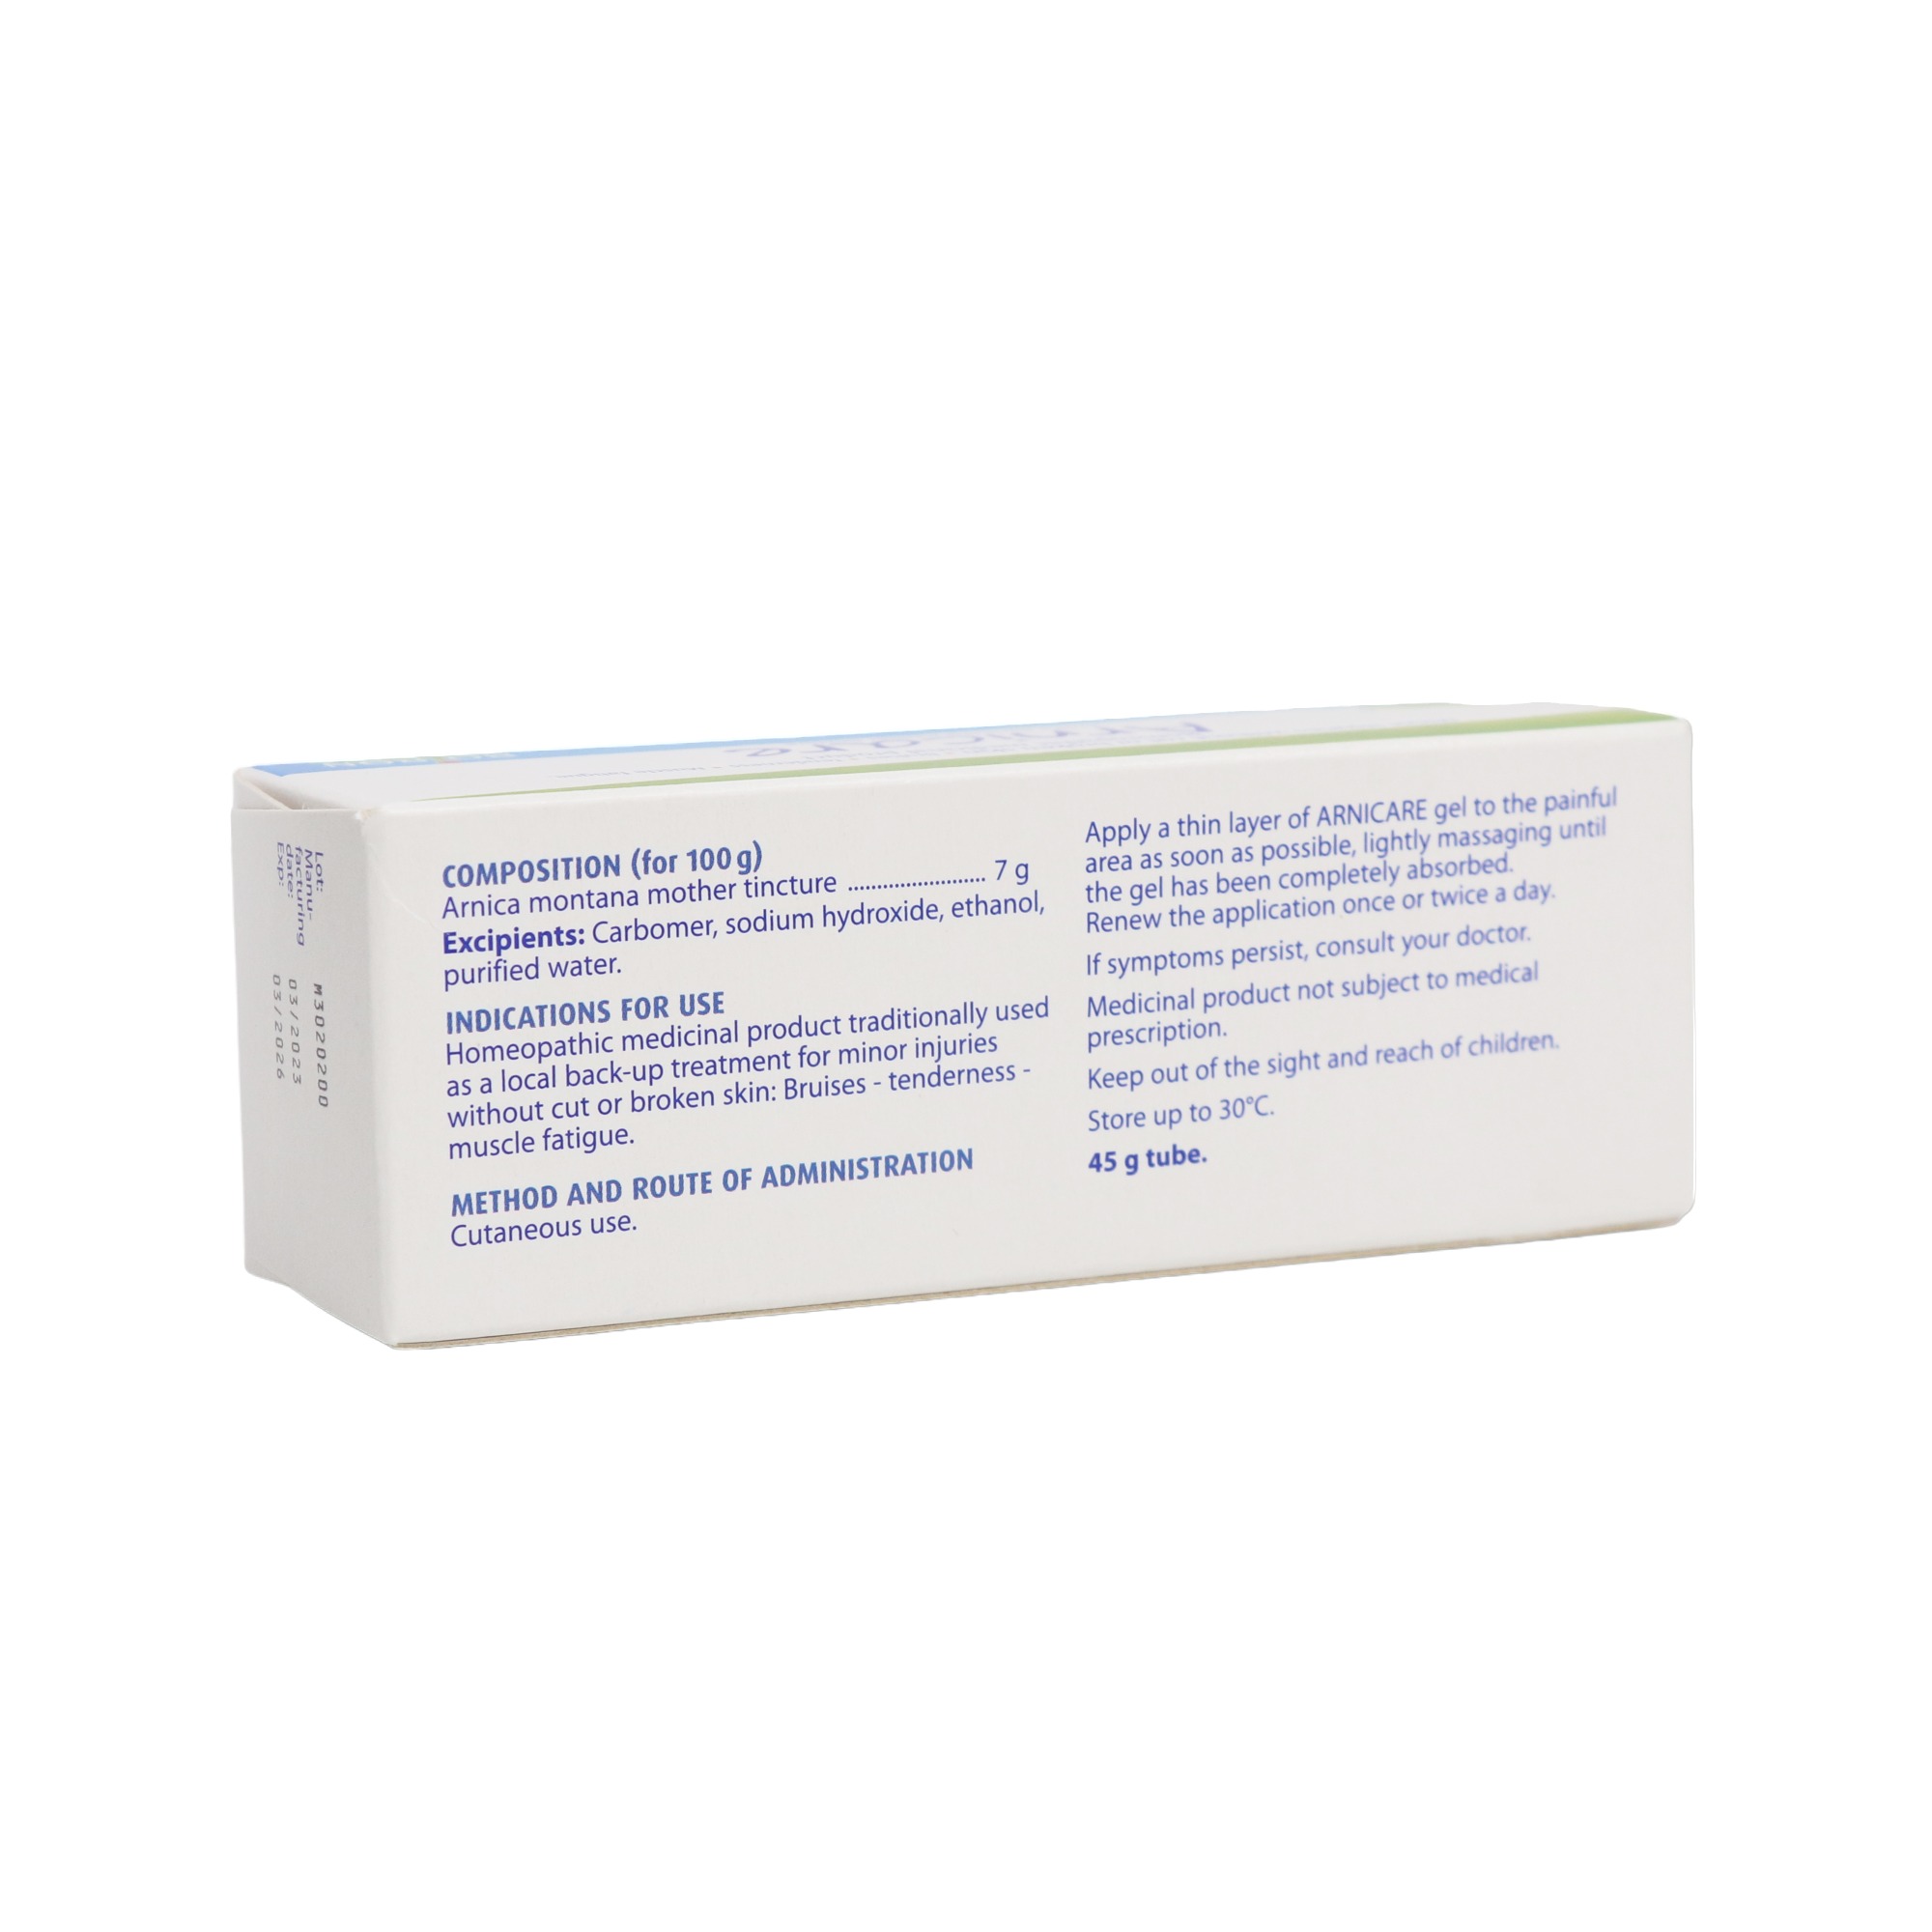 COMPOSITION (for 100 g)
Arnica montana mother tincture ........................ 7 g
Excipients: Carbomer, sodium hydroxide, ethanol,
purified water.
INDICATIONS FOR USE
Homeopathic medicinal product traditionally used
as a local back-up treatment for minor injuries
without cut or broken skin: Bruises - tenderness -
muscle fatigue.
METHOD AND ROUTE OF ADMINISTRATION
Cutaneous use.
Apply a thin layer of ARNICARE gel to the painful
area as soon as possible, lightly massaging until
the gel has been completely absorbed.
Renew the application once or twice a day.
If symptoms persist, consult your doctor.
Medicinal product not subject to medical
prescription.
Keep out of the sight and reach of children.
Store up to 30°C.
45 g tube.
Lot: M3020200
Manu-
facturing
date: 03/2023
Exp: 03/2026